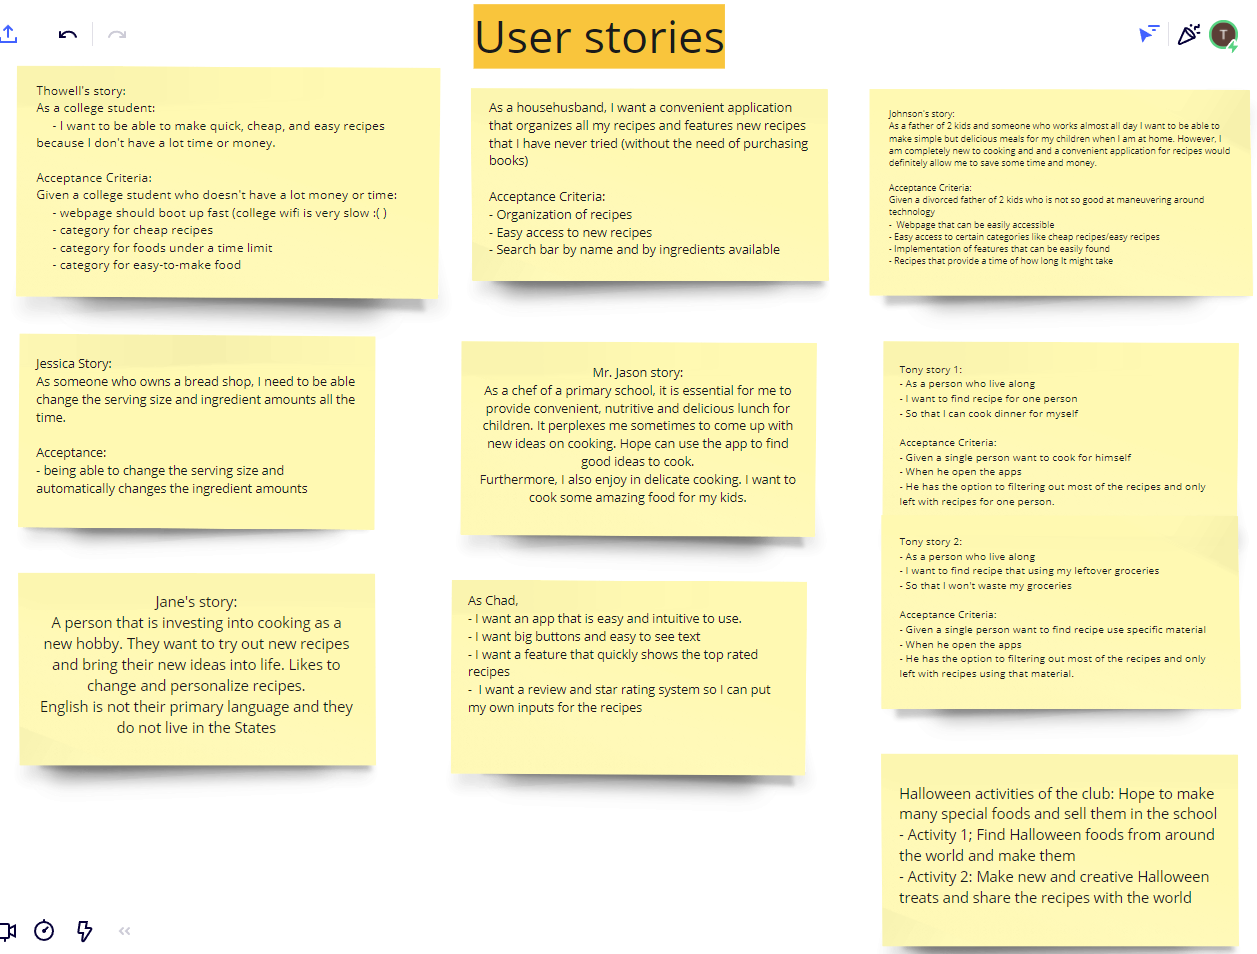 User stories
T
Thowell's story:
As a college student:
- I want to be able to make quick, cheap, and easy recipes
because I don't have a lot time or money.
Acceptance Criteria:
Given a college student who doesn't have a lot money or time:
- webpage should boot up fast (college wifi is very slow :( )
- category for cheap recipes
- category for foods under a time limit
- category for easy-to-make food
As a househusband, I want a convenient application
that organizes all my recipes and features new recipes
that I have never tried (without the need of purchasing
books)
Acceptance Criteria:
- Organization of recipes
- Easy access to new recipes
- Search bar by name and by ingredients available
Johnson's story:
As a father of 2 kids and someone who works almost all day I want to be able to
make simple but delicious meals for my children when I am at home. However, I
am completely new to cooking and and a convenient application for recipes would
definitely allow me to save some time and money.
Acceptance Criteria:
Given a divorced father of 2 kids who is not so good at maneuvering around
technology
- Webpage that can be easily accessible
- Easy access to certain categories like cheap recipes/easy recipes
- Implementation of features that can be easily found
- Recipes that provide a time of how long It might take
Jessica Story:
As someone who owns a bread shop, I need to be able
change the serving size and ingredient amounts all the
time.
Acceptance:
- being able to change the serving size and
automatically changes the ingredient amounts
Mr. Jason story:
As a chef of a primary school, it is essential for me to
provide convenient, nutritive and delicious lunch for
children. It perplexes me sometimes to come up with
new ideas on cooking. Hope can use the app to find
good ideas to cook.
Furthermore, I also enjoy in delicate cooking. I want to
cook some amazing food for my kids.
Tony story 1:
- As a person who live along
- I want to find recipe for one person
- So that I can cook dinner for myself
Acceptance Criteria:
- Given a single person want to cook for himself
- When he open the apps
- He has the option to filtering out most of the recipes and only
left with recipes for one person.
Tony story 2:
- As a person who live along
- I want to find recipe that using my leftover groceries
- So that I won't waste my groceries
Acceptance Criteria:
- Given a single person want to find recipe use specific material
- When he open the apps
- He has the option to filtering out most of the recipes and only
left with recipes using that material.
Jane's story:
A person that is investing into cooking as a
new hobby. They want to try out new recipes
and bring their new ideas into life. Likes to
change and personalize recipes.
English is not their primary language and they
do not live in the States
As Chad,
- I want an app that is easy and intuitive to use.
- I want big buttons and easy to see text
- I want a feature that quickly shows the top rated
recipes
- I want a review and star rating system so I can put
my own inputs for the recipes
Halloween activities of the club: Hope to make
many special foods and sell them in the school
- Activity 1; Find Halloween foods from around
the world and make them
- Activity 2: Make new and creative Halloween
treats and share the recipes with the world